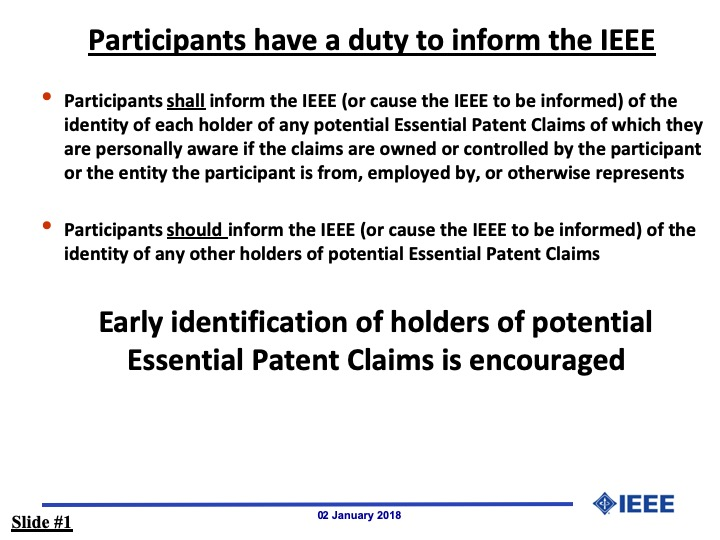 Participants have a duty to inform the IEEE
• Participants shall inform the IEEE (or cause the IEEE to be informed) of the
identity of each holder of any potential Essential Patent Claims of which they
are personally aware if the claims are owned or controlled by the participant
or the entity the participant is from, employed by, or otherwise represents
• Participants should inform the IEEE (or cause the IEEE to be informed) of the
identity of any other holders of potential Essential Patent Claims
Early identification of holders of potential
Essential Patent Claims is encouraged
IEEE
02 January 2018
Slide #1